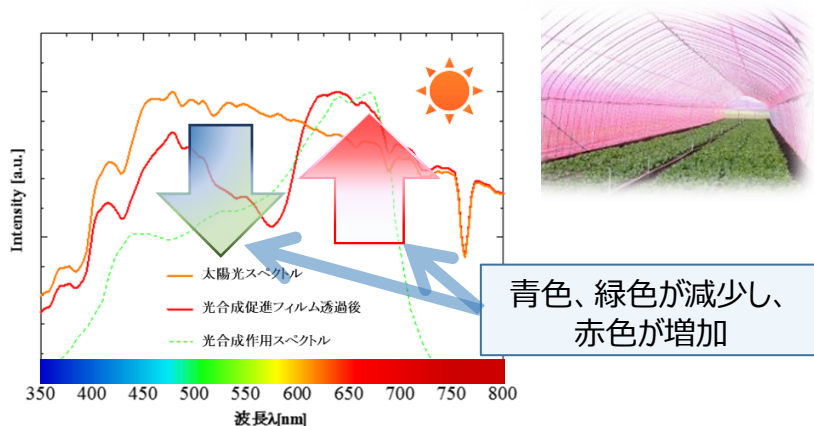 Intensity [a.u.]
太陽光スペクトル
光合成促進フィルム透過後
光合成作用スペクトル
青色、緑色が減少し、
赤色が増加
350 400 450 500 550 600 650 700 750 800
波長λ[nm]